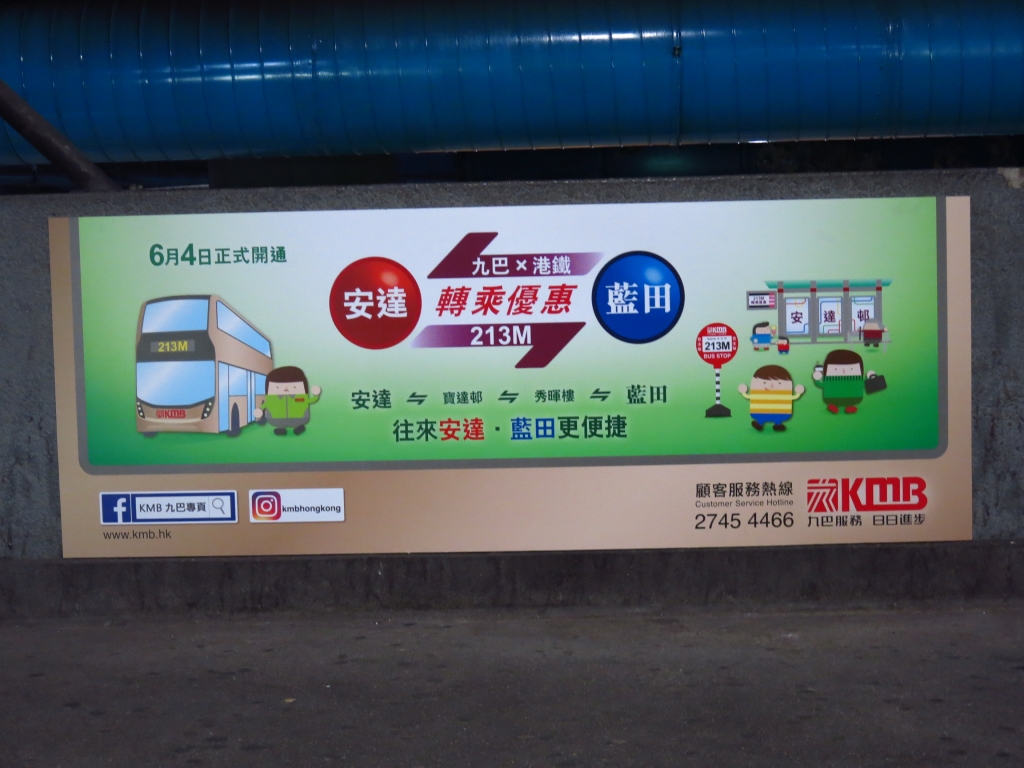 6月4日正式開通
九巴×港鐵
安達
轉乘優惠
藍田
213M
安達 ⇋ 寶達邨 ⇋ 秀暉樓 ⇋ 藍田
往來安達·藍田更便捷
213M
KMB
KMB
213M
BUS STOP
213M
安 達 邨
KMB 九巴專頁
kmbhongkong
www.kmb.hk
顧客服務熱線
Customer Service Hotline
2745 4466
KMB
九巴服務 日日進步